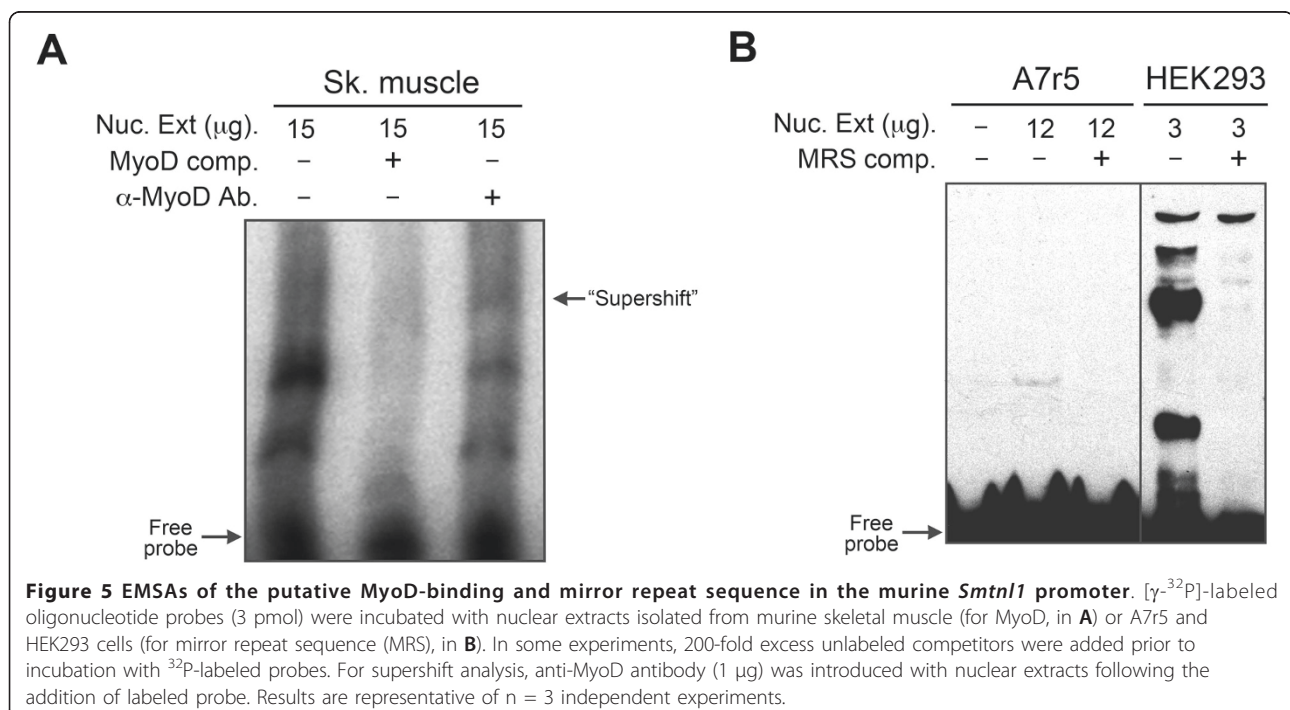 A
Sk. muscle
Nuc. Ext (µg). 15 15 15
MyoD comp. – + –
α-MyoD Ab. – – +
“Supershift”
Free
probe
B
A7r5 HEK293
Nuc. Ext (µg). – 12 12 3 3
MRS comp. – – + – +
Free
probe
Figure 5 EMSAs of the putative MyoD-binding and mirror repeat sequence in the murine Smtnl1 promoter. [γ-³²P]-labeled
oligonucleotide probes (3 pmol) were incubated with nuclear extracts isolated from murine skeletal muscle (for MyoD, in A) or A7r5 and
HEK293 cells (for mirror repeat sequence (MRS), in B). In some experiments, 200-fold excess unlabeled competitors were added prior to
incubation with ³²P-labeled probes. For supershift analysis, anti-MyoD antibody (1 µg) was introduced with nuclear extracts following the
addition of labeled probe. Results are representative of n = 3 independent experiments.